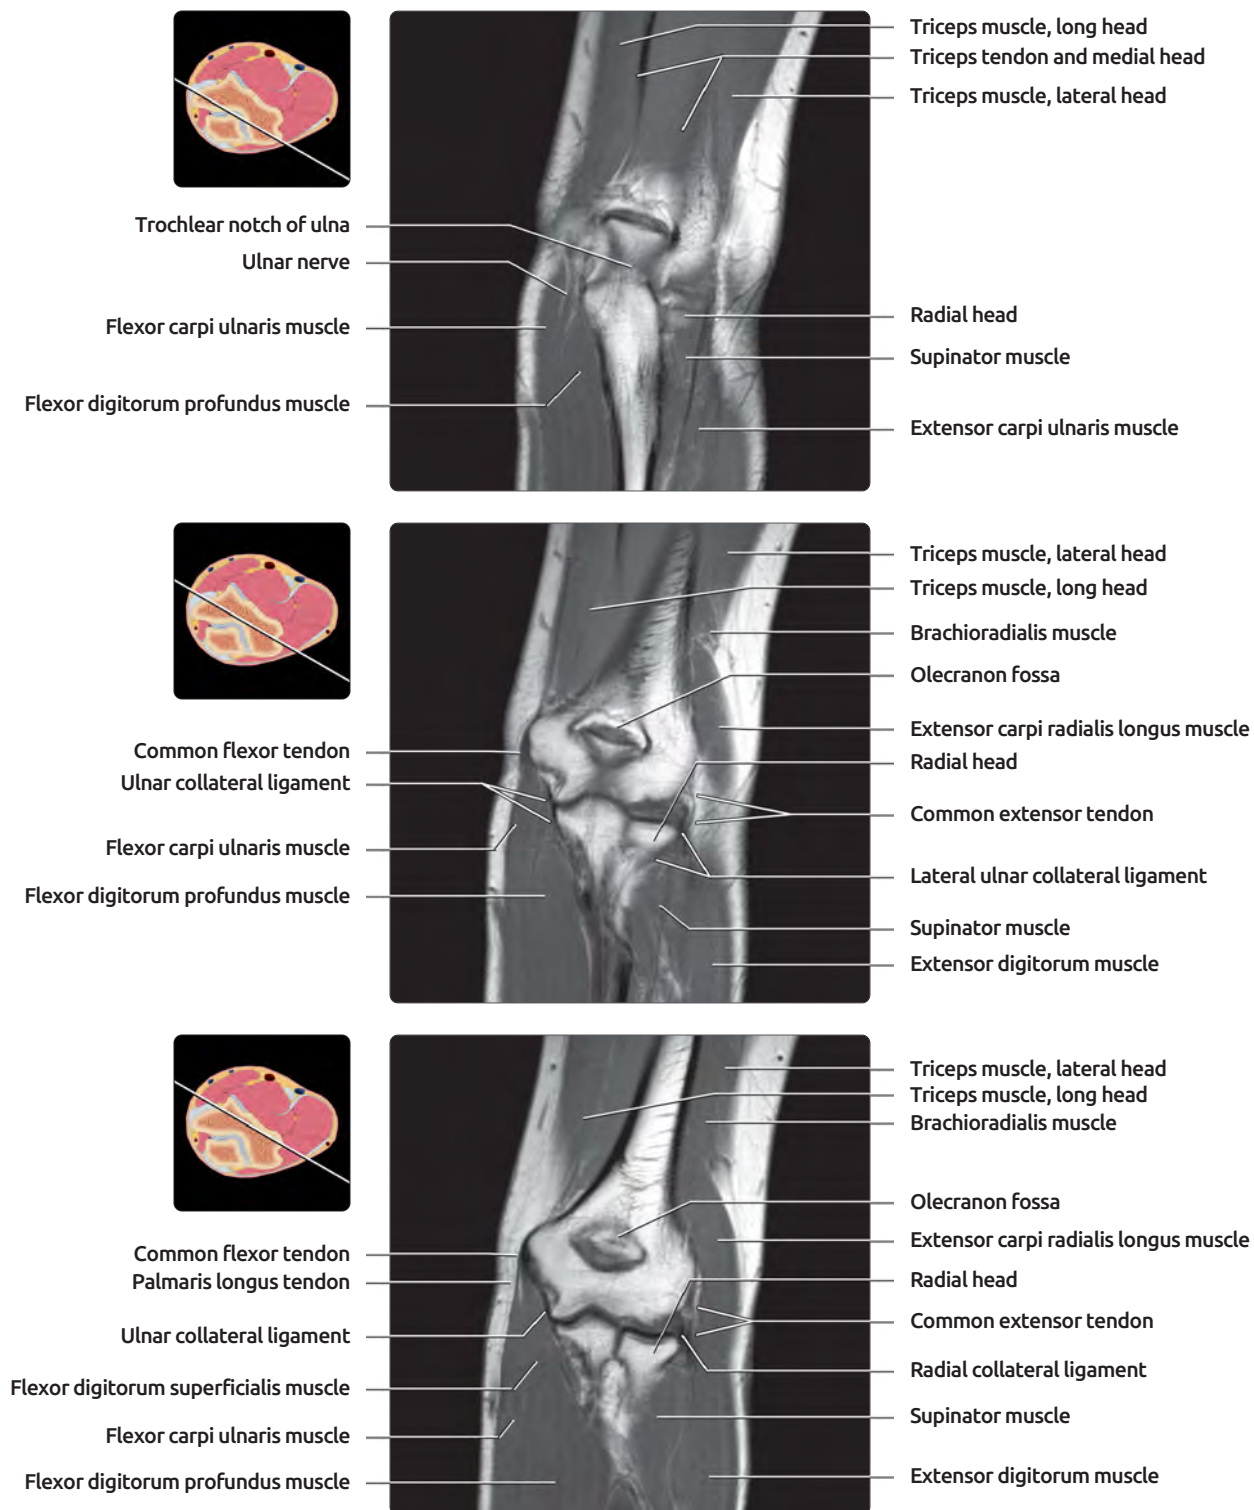 Triceps muscle, long head
Triceps tendon and medial head
Triceps muscle, lateral head
Trochlear notch of ulna
Ulnar nerve
Flexor carpi ulnaris muscle
Flexor digitorum profundus muscle
Radial head
Supinator muscle
Extensor carpi ulnaris muscle
Triceps muscle, lateral head
Triceps muscle, long head
Brachioradialis muscle
Olecranon fossa
Extensor carpi radialis longus muscle
Radial head
Common extensor tendon
Lateral ulnar collateral ligament
Supinator muscle
Extensor digitorum muscle
Common flexor tendon
Ulnar collateral ligament
Flexor carpi ulnaris muscle
Flexor digitorum profundus muscle
Triceps muscle, lateral head
Triceps muscle, long head
Brachioradialis muscle
Olecranon fossa
Extensor carpi radialis longus muscle
Radial head
Common extensor tendon
Radial collateral ligament
Supinator muscle
Extensor digitorum muscle
Common flexor tendon
Palmaris longus tendon
Ulnar collateral ligament
Flexor digitorum superficialis muscle
Flexor carpi ulnaris muscle
Flexor digitorum profundus muscle